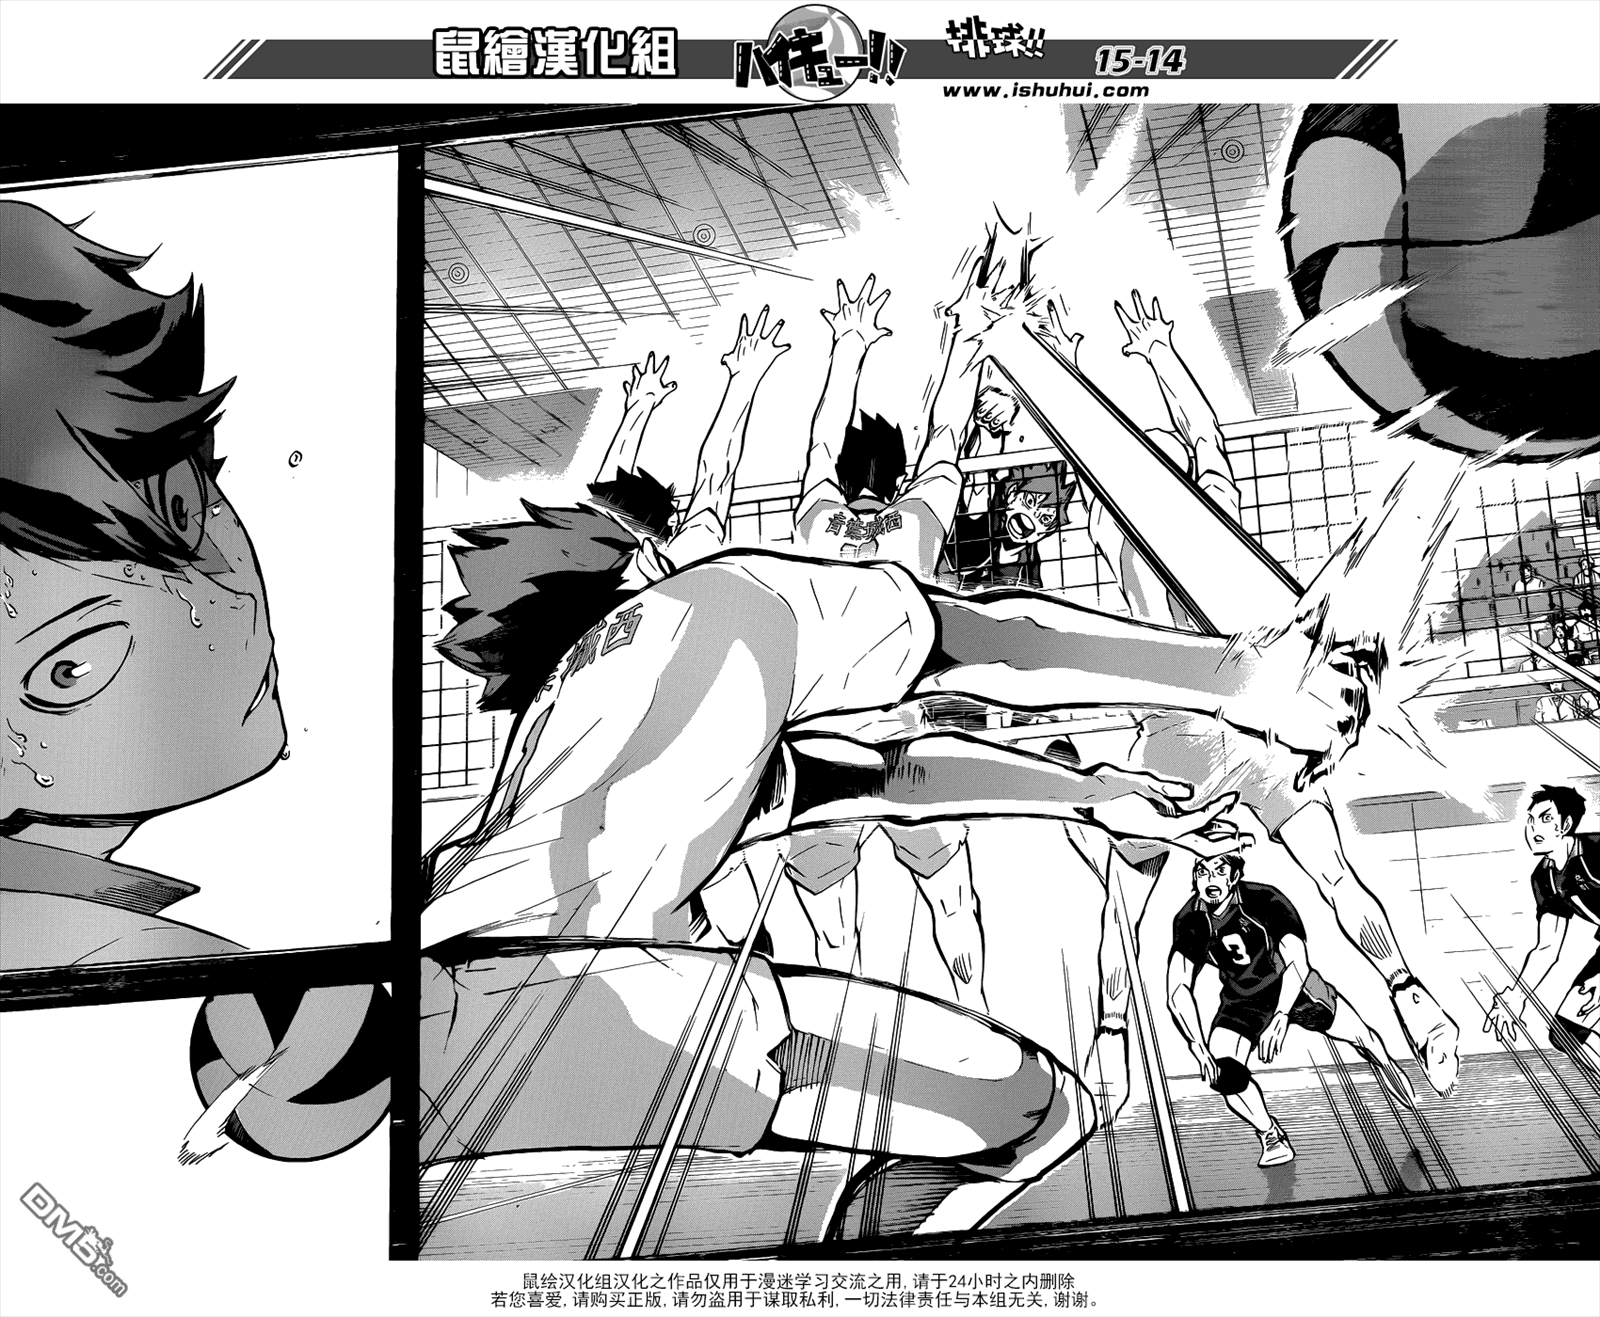 鼠繪漢化組
ハイキュー!!
排球!!
15-14
www.ishuhui.com
青葉城西
城西
3
DM5.com
鼠绘汉化组汉化之作品仅用于漫迷学习交流之用,请于24小时之内删除
若您喜爱,请购买正版,请勿盗用于谋取私利,一切法律责任与本组无关,谢谢。